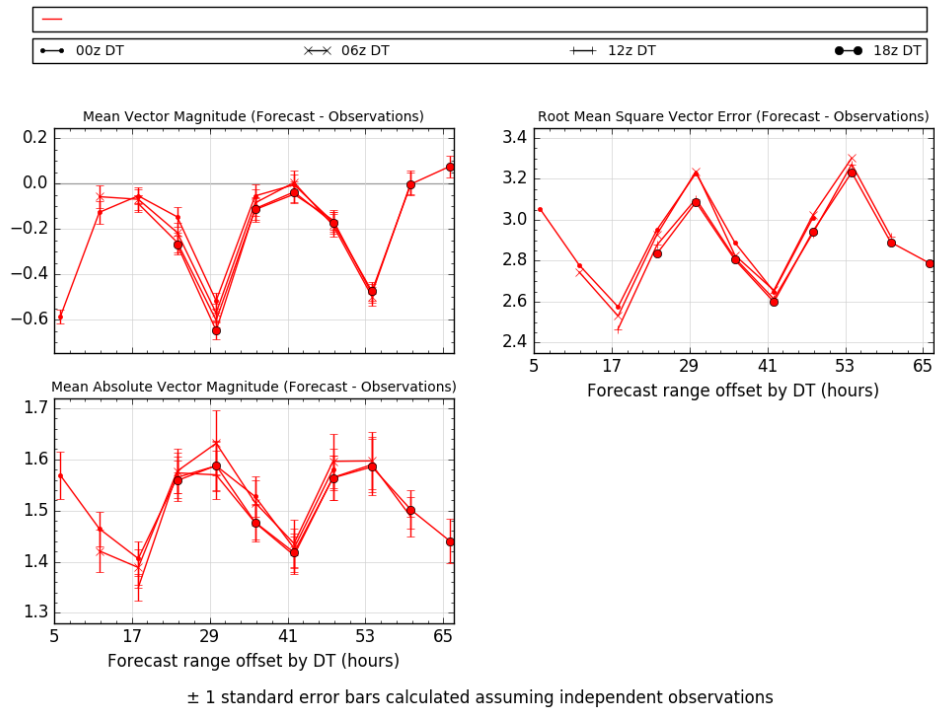 00z DT
06z DT
12z DT
18z DT
Mean Vector Magnitude (Forecast - Observations)
0.2
0.0
−0.2
−0.4
−0.6
Root Mean Square Vector Error (Forecast - Observations)
3.4
3.2
3.0
2.8
2.6
2.4
5 17 29 41 53 65
Forecast range offset by DT (hours)
Mean Absolute Vector Magnitude (Forecast - Observations)
1.7
1.6
1.5
1.4
1.3
5 17 29 41 53 65
Forecast range offset by DT (hours)
± 1 standard error bars calculated assuming independent observations